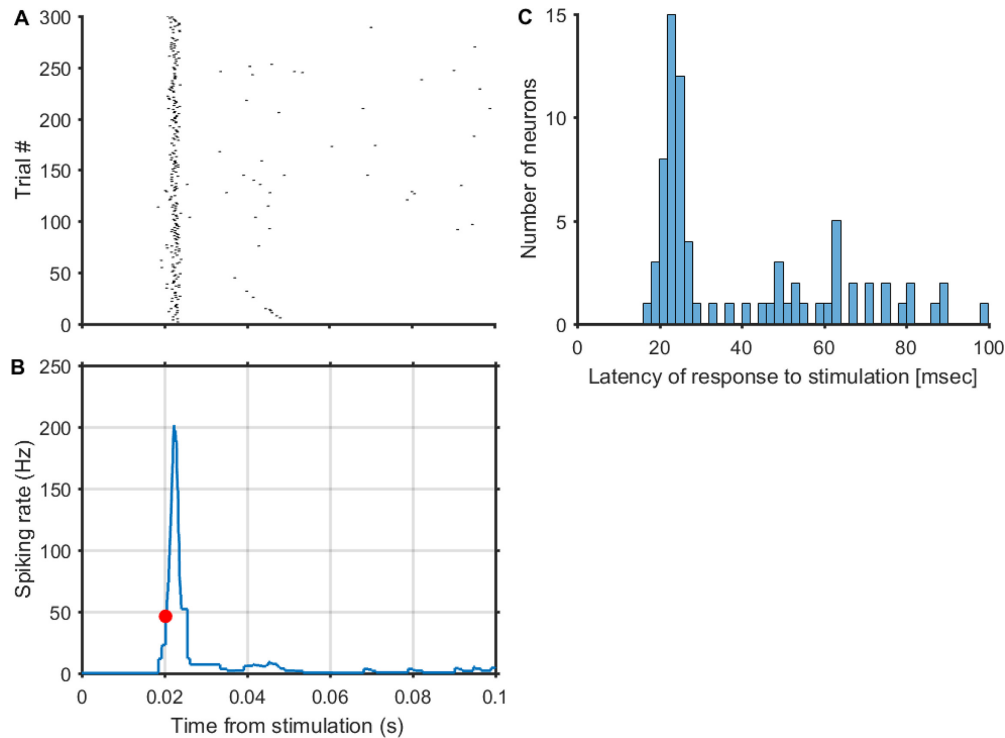 A
300
250
200
150
100
50
0
Trial #
B
250
200
150
100
50
0
Spiking rate (Hz)
0 0.02 0.04 0.06 0.08 0.1
Time from stimulation (s)
C
15
10
5
0
Number of neurons
0 20 40 60 80 100
Latency of response to stimulation [msec]